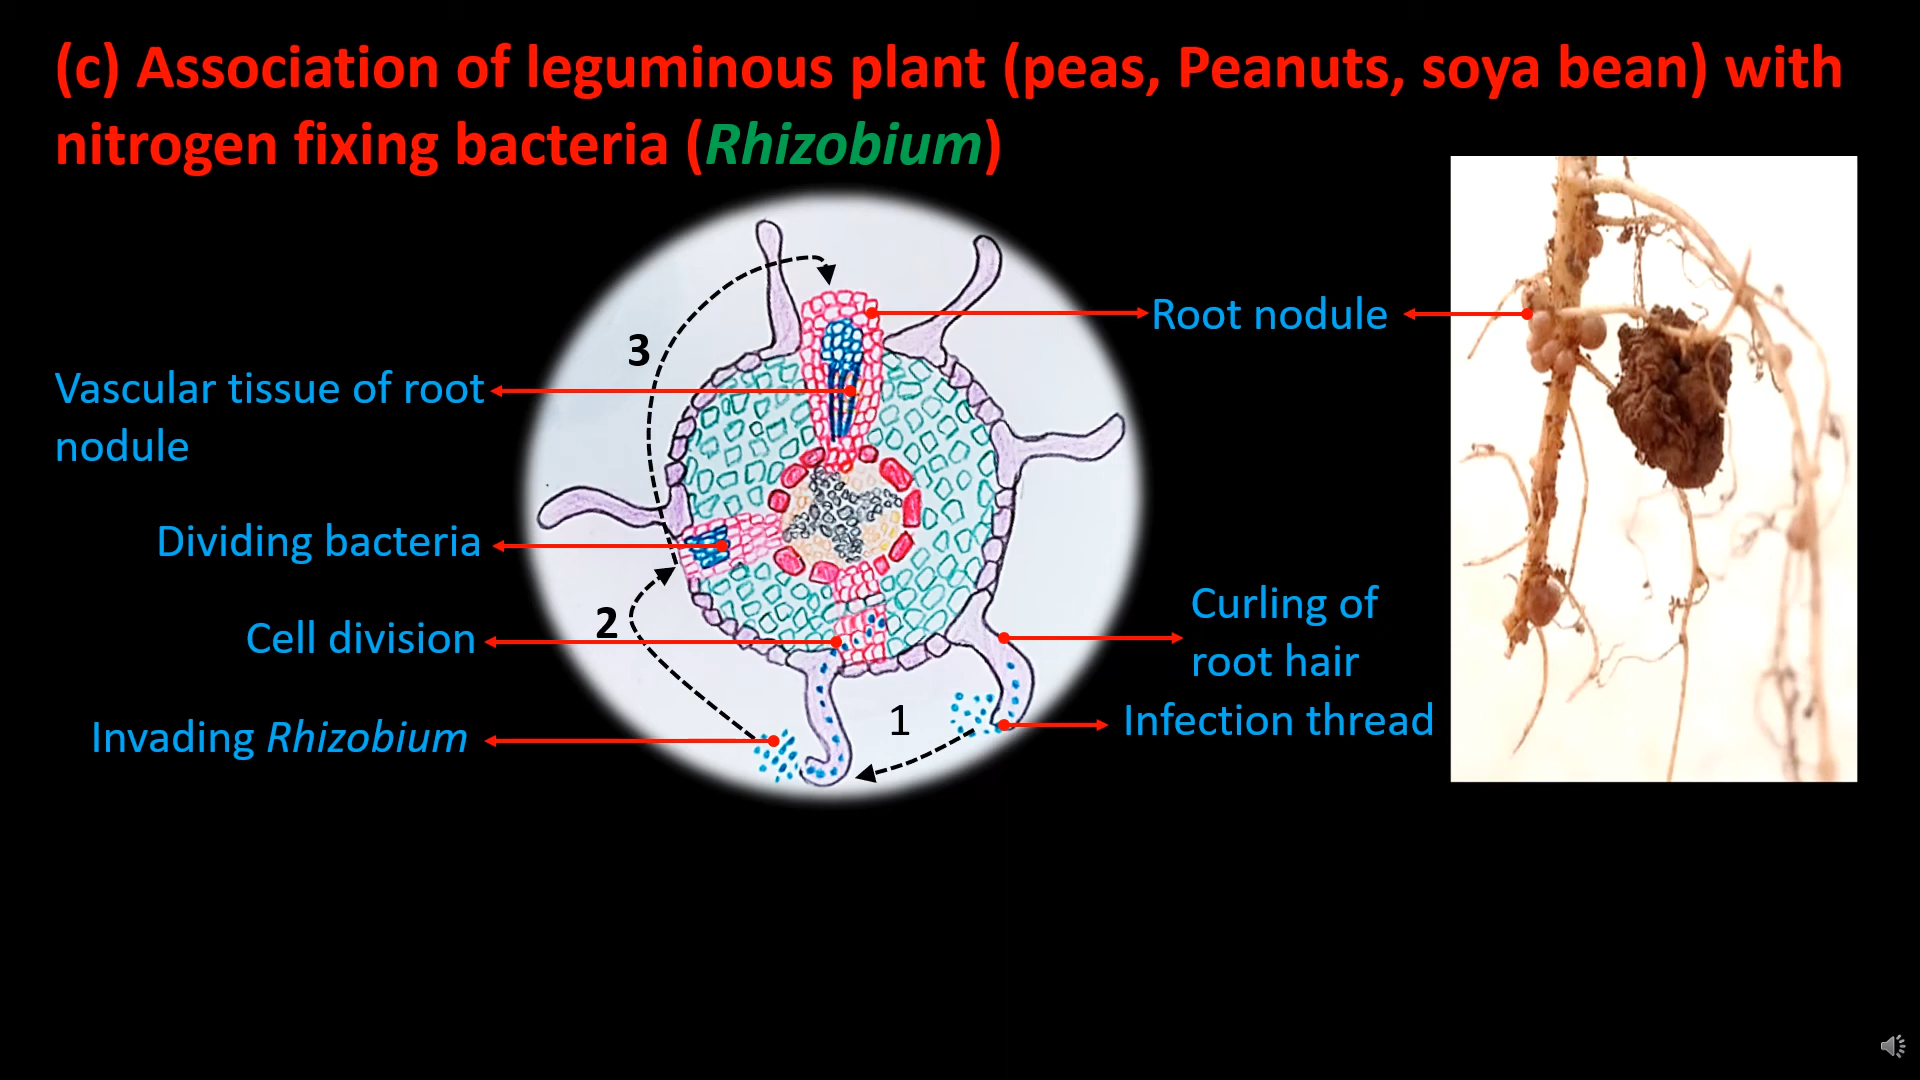 (c) Association of leguminous plant (peas, Peanuts, soya bean) with
nitrogen fixing bacteria (Rhizobium)
3
Root nodule
Vascular tissue of root
nodule
Dividing bacteria
2
Cell division
Curling of
root hair
Invading Rhizobium
1
Infection thread